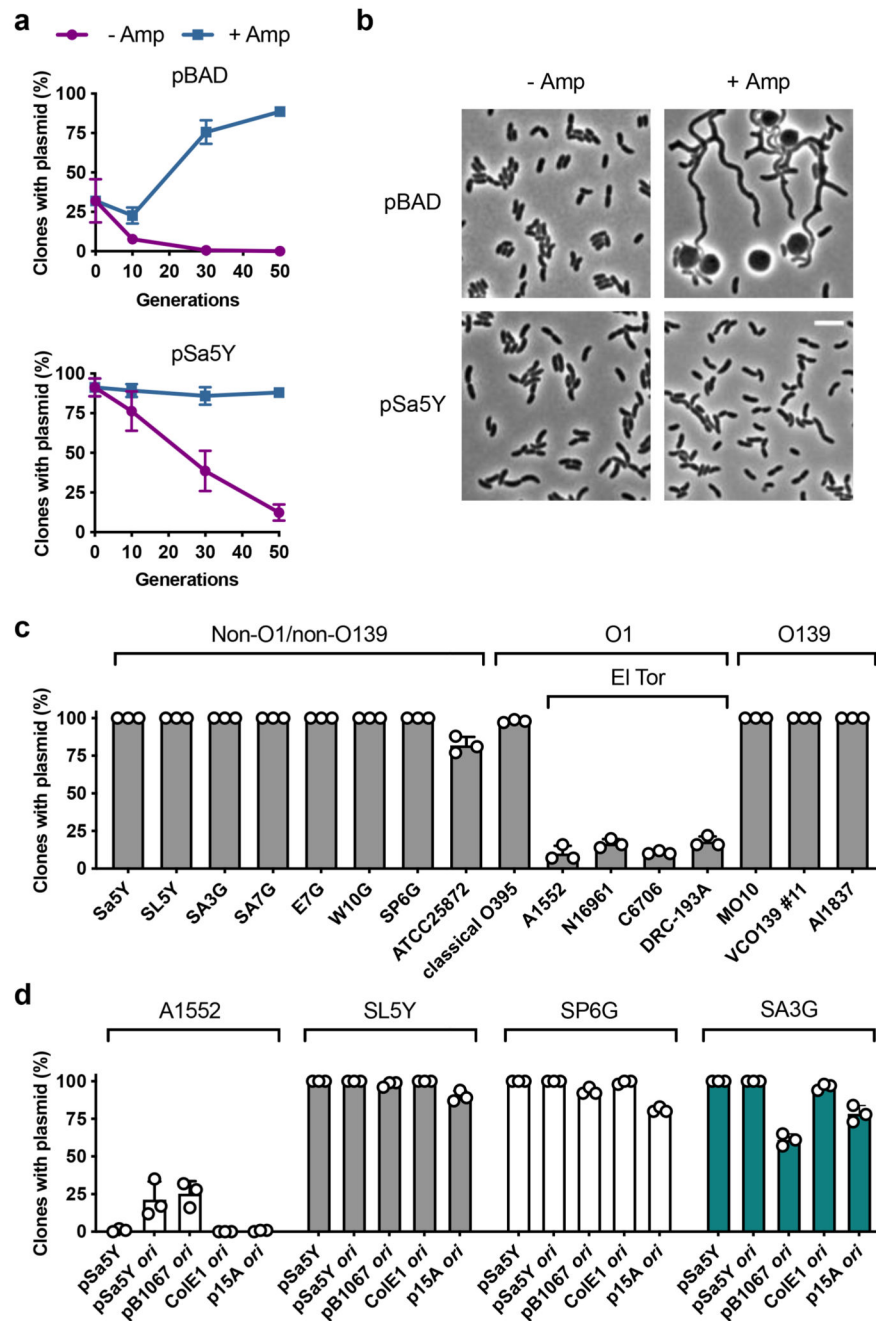 a
- Amp
+ Amp
pBAD
Clones with plasmid (%)
100
75
50
25
0
0 10 20 30 40 50
Generations
pSa5Y
Clones with plasmid (%)
100
75
50
25
0
0 10 20 30 40 50
Generations
b
- Amp
+ Amp
pBAD
pSa5Y
c
Non-O1/non-O139
O1
O139
El Tor
Clones with plasmid (%)
100
75
50
25
0
Sa5Y
SL5Y
SA3G
SA7G
E7G
W10G
SP6G
ATCC25872
classical O395
A1552
N16961
C6706
DRC-193A
MO10
VCO139 #11
AI1837
d
A1552
SL5Y
SP6G
SA3G
Clones with plasmid (%)
100
75
50
25
0
pSa5Y
pSa5Y ori
pB1067 ori
ColE1 ori
p15A ori
pSa5Y
pSa5Y ori
pB1067 ori
ColE1 ori
p15A ori
pSa5Y
pSa5Y ori
pB1067 ori
ColE1 ori
p15A ori
pSa5Y
pSa5Y ori
pB1067 ori
ColE1 ori
p15A ori